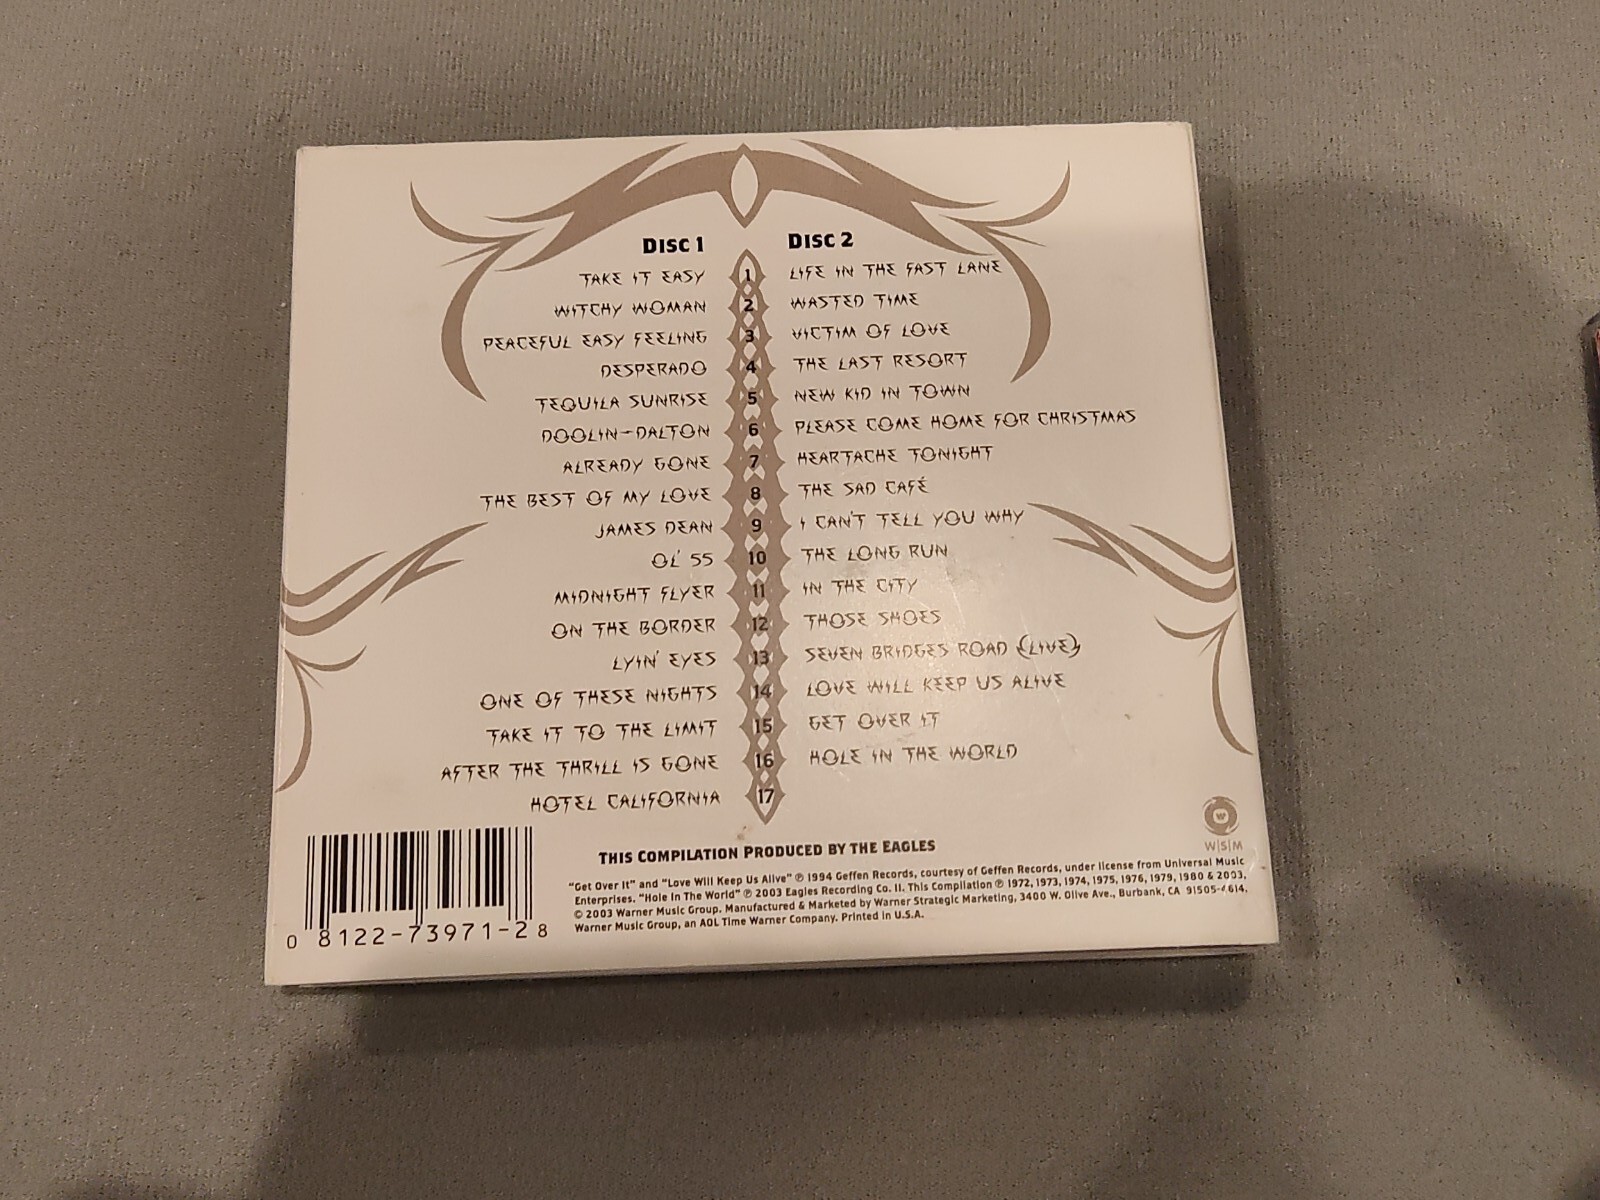 DISC 1
TAKE IT EASY
WITCHY WOMAN
PEACEFUL EASY FEELING
DESPERADO
TEQUILA SUNRISE
DOOLIN-DALTON
ALREADY GONE
THE BEST OF MY LOVE
JAMES DEAN
OL' 55
MIDNIGHT FLYER
ON THE BORDER
LYIN' EYES
ONE OF THESE NIGHTS
TAKE IT TO THE LIMIT
AFTER THE THRILL IS GONE
HOTEL CALIFORNIA
1
2
3
4
5
6
7
8
9
10
11
12
13
14
15
16
17
DISC 2
LIFE IN THE FAST LANE
WASTED TIME
VICTIM OF LOVE
THE LAST RESORT
NEW KID IN TOWN
PLEASE COME HOME FOR CHRISTMAS
HEARTACHE TONIGHT
THE SAD CAFÉ
I CAN'T TELL YOU WHY
THE LONG RUN
IN THE CITY
THOSE SHOES
SEVEN BRIDGES ROAD (LIVE)
LOVE WILL KEEP US ALIVE
GET OVER IT
HOLE IN THE WORLD
W|S|M
THIS COMPILATION PRODUCED BY THE EAGLES
"Get Over It" and "Love Will Keep Us Alive" ℗ 1994 Geffen Records, courtesy of Geffen Records, under license from Universal Music
Enterprises. "Hole In The World" ℗ 2003 Eagles Recording Co. II. This Compilation ℗ 1972, 1973, 1974, 1975, 1976, 1979, 1980 & 2003,
© 2003 Warner Music Group. Manufactured & Marketed by Warner Strategic Marketing, 3400 W. Olive Ave., Burbank, CA 91505-4614.
Warner Music Group, an AOL Time Warner Company. Printed in U.S.A.
0 81122-73971-2 8